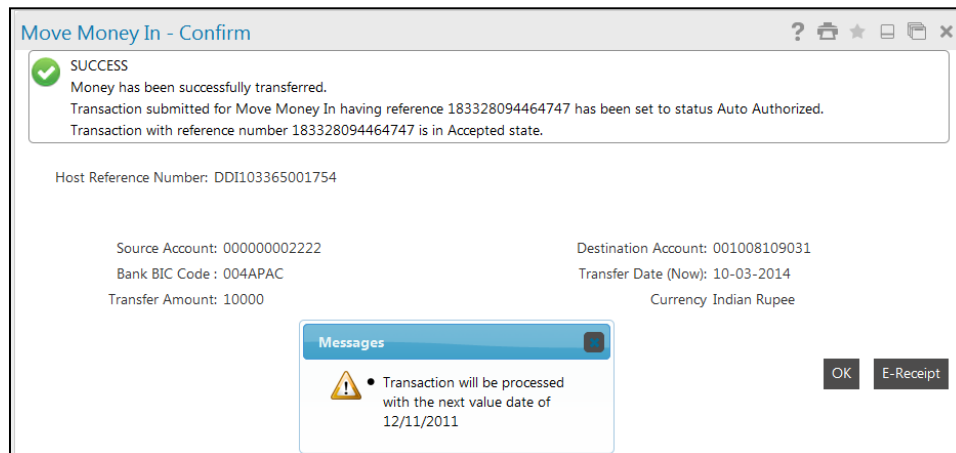 Move Money In - Confirm
?
SUCCESS
Money has been successfully transferred.
Transaction submitted for Move Money In having reference 183328094464747 has been set to status Auto Authorized.
Transaction with reference number 183328094464747 is in Accepted state.
Host Reference Number: DDI103365001754
Source Account: 000000002222
Destination Account: 001008109031
Bank BIC Code : 004APAC
Transfer Date (Now): 10-03-2014
Transfer Amount: 10000
Currency Indian Rupee
Messages
• Transaction will be processed
with the next value date of
12/11/2011
OK
E-Receipt